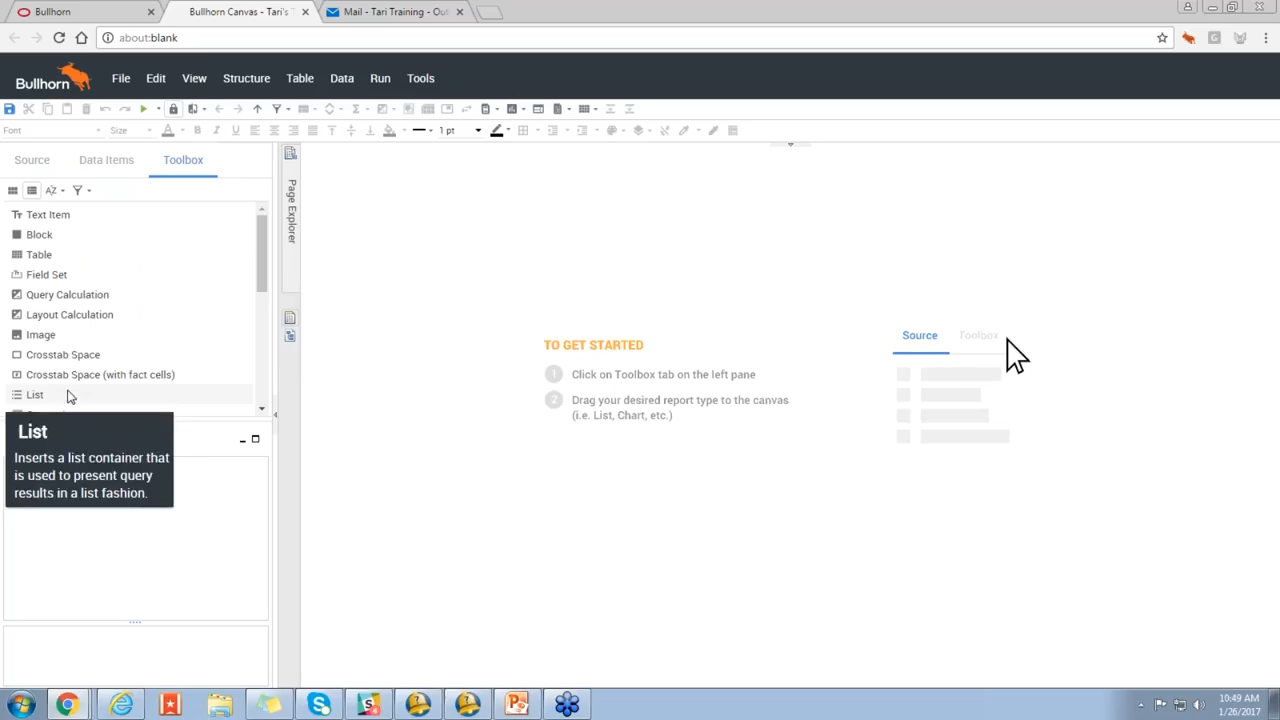 Bullhorn
Bullhorn Canvas - Tari's T
Mail - Tari Training - Out
about:blank
Bullhorn
File Edit View Structure Table Data Run Tools
Font Size 1 pt
Source Data Items Toolbox
Text Item
Block
Table
Field Set
Query Calculation
Layout Calculation
Image
Crosstab Space
Crosstab Space (with fact cells)
List
List
Inserts a list container that
is used to present query
results in a list fashion.
Page Explorer
TO GET STARTED
1 Click on Toolbox tab on the left pane
2 Drag your desired report type to the canvas
(i.e. List, Chart, etc.)
Source Toolbox
10:49 AM
1/26/2017